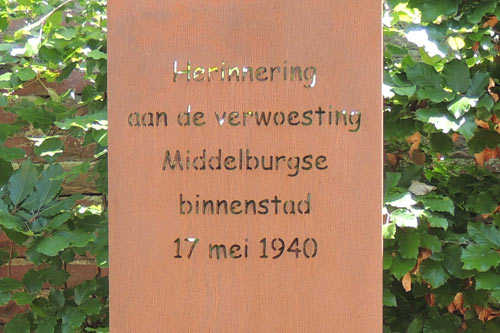 Herinnering
aan de verwoesting
Middelburgse
binnenstad
17 mei 1940